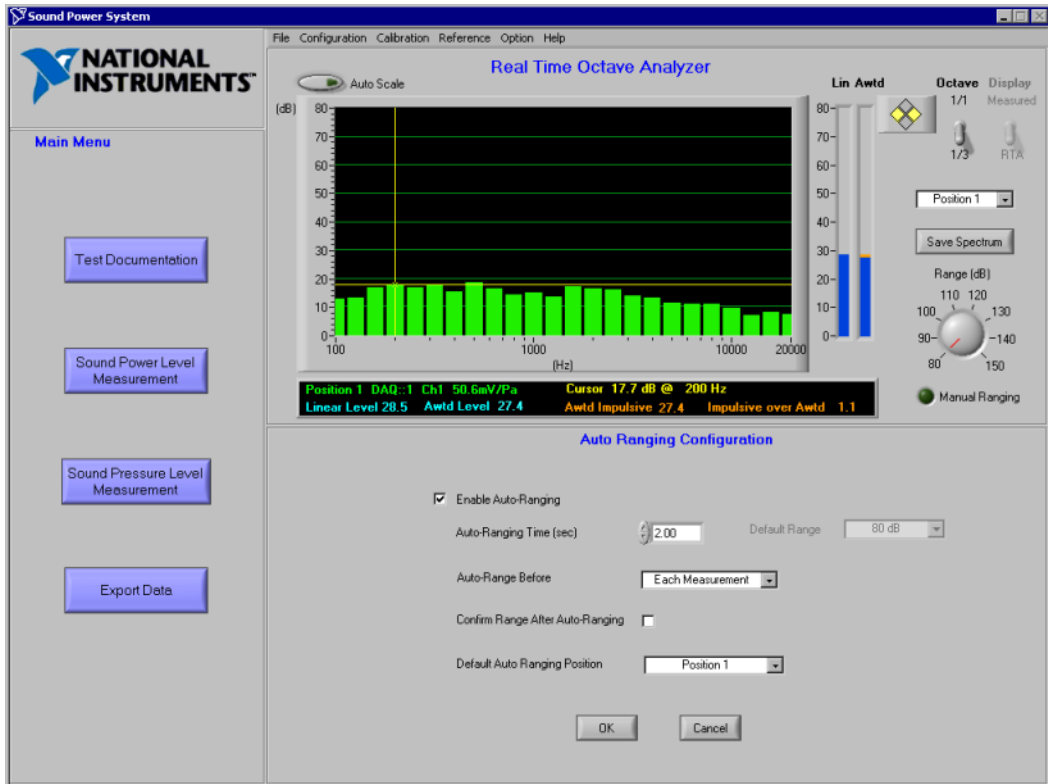 Sound Power System
NATIONAL
INSTRUMENTS™
Main Menu
Test Documentation
Sound Power Level
Measurement
Sound Pressure Level
Measurement
Export Data
File Configuration Calibration Reference Option Help
Real Time Octave Analyzer
Auto Scale
(dB)
80
70
60
50
40
30
20
10
0
100 1000 10000 20000
(Hz)
Lin Awtd
80
70
60
50
40
30
20
10
0
Octave Display
1/1 Measured
1/3 RTA
Position 1
Save Spectrum
Range (dB)
110 120
100 130
90 140
80 150
Manual Ranging
Position 1 DAQ::1 Ch1 50.6mV/Pa Cursor 17.7 dB @ 200 Hz
Linear Level 28.5 Awtd Level 27.4 Awtd Impulsive 27.4 Impulsive over Awtd 1.1
Auto Ranging Configuration
Enable Auto-Ranging
Auto-Ranging Time (sec) 2.00 Default Range 80 dB
Auto-Range Before Each Measurement
Confirm Range After Auto-Ranging
Default Auto Ranging Position Position 1
OK Cancel